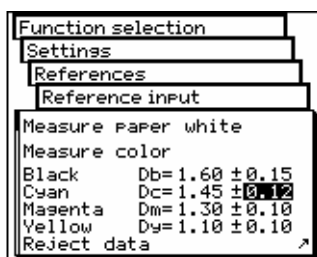 Function selection
Settings
References
Reference input
Measure paper white
Measure color
Black Db=1.60 ±0.15
Cyan Dc=1.45 ±0.12
Magenta Dm=1.30 ±0.10
Yellow Dy=1.10 ±0.10
Reject data ↗